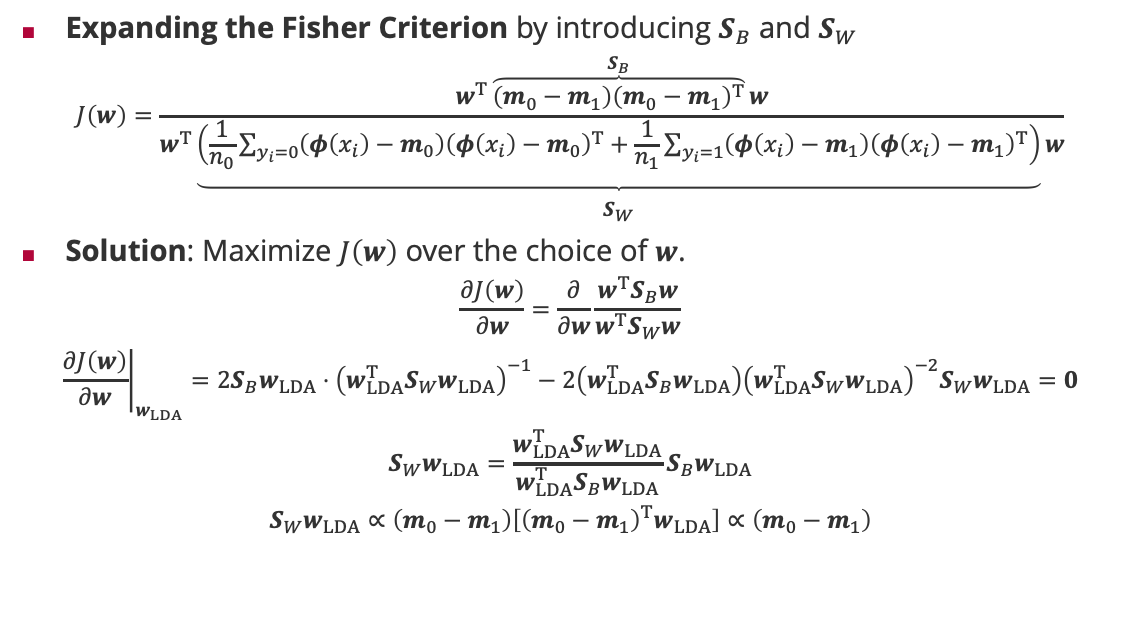 ▪ Expanding the Fisher Criterion by introducing S_B and S_W
S_B
J(w) = w^T (m_0 − m_1)(m_0 − m_1)^T w / w^T (1/n_0 Σ_{y_i=0}(ϕ(x_i) − m_0)(ϕ(x_i) − m_0)^T + 1/n_1 Σ_{y_i=1}(ϕ(x_i) − m_1)(ϕ(x_i) − m_1)^T) w
S_W
▪ Solution: Maximize J(w) over the choice of w.
∂J(w)/∂w = ∂/∂w w^T S_B w / w^T S_W w
∂J(w)/∂w |_{w_LDA} = 2S_B w_LDA · (w_LDA^T S_W w_LDA)^{−1} − 2(w_LDA^T S_B w_LDA)(w_LDA^T S_W w_LDA)^{−2} S_W w_LDA = 0
S_W w_LDA = w_LDA^T S_W w_LDA / w_LDA^T S_B w_LDA S_B w_LDA
S_W w_LDA ∝ (m_0 − m_1)[(m_0 − m_1)^T w_LDA] ∝ (m_0 − m_1)